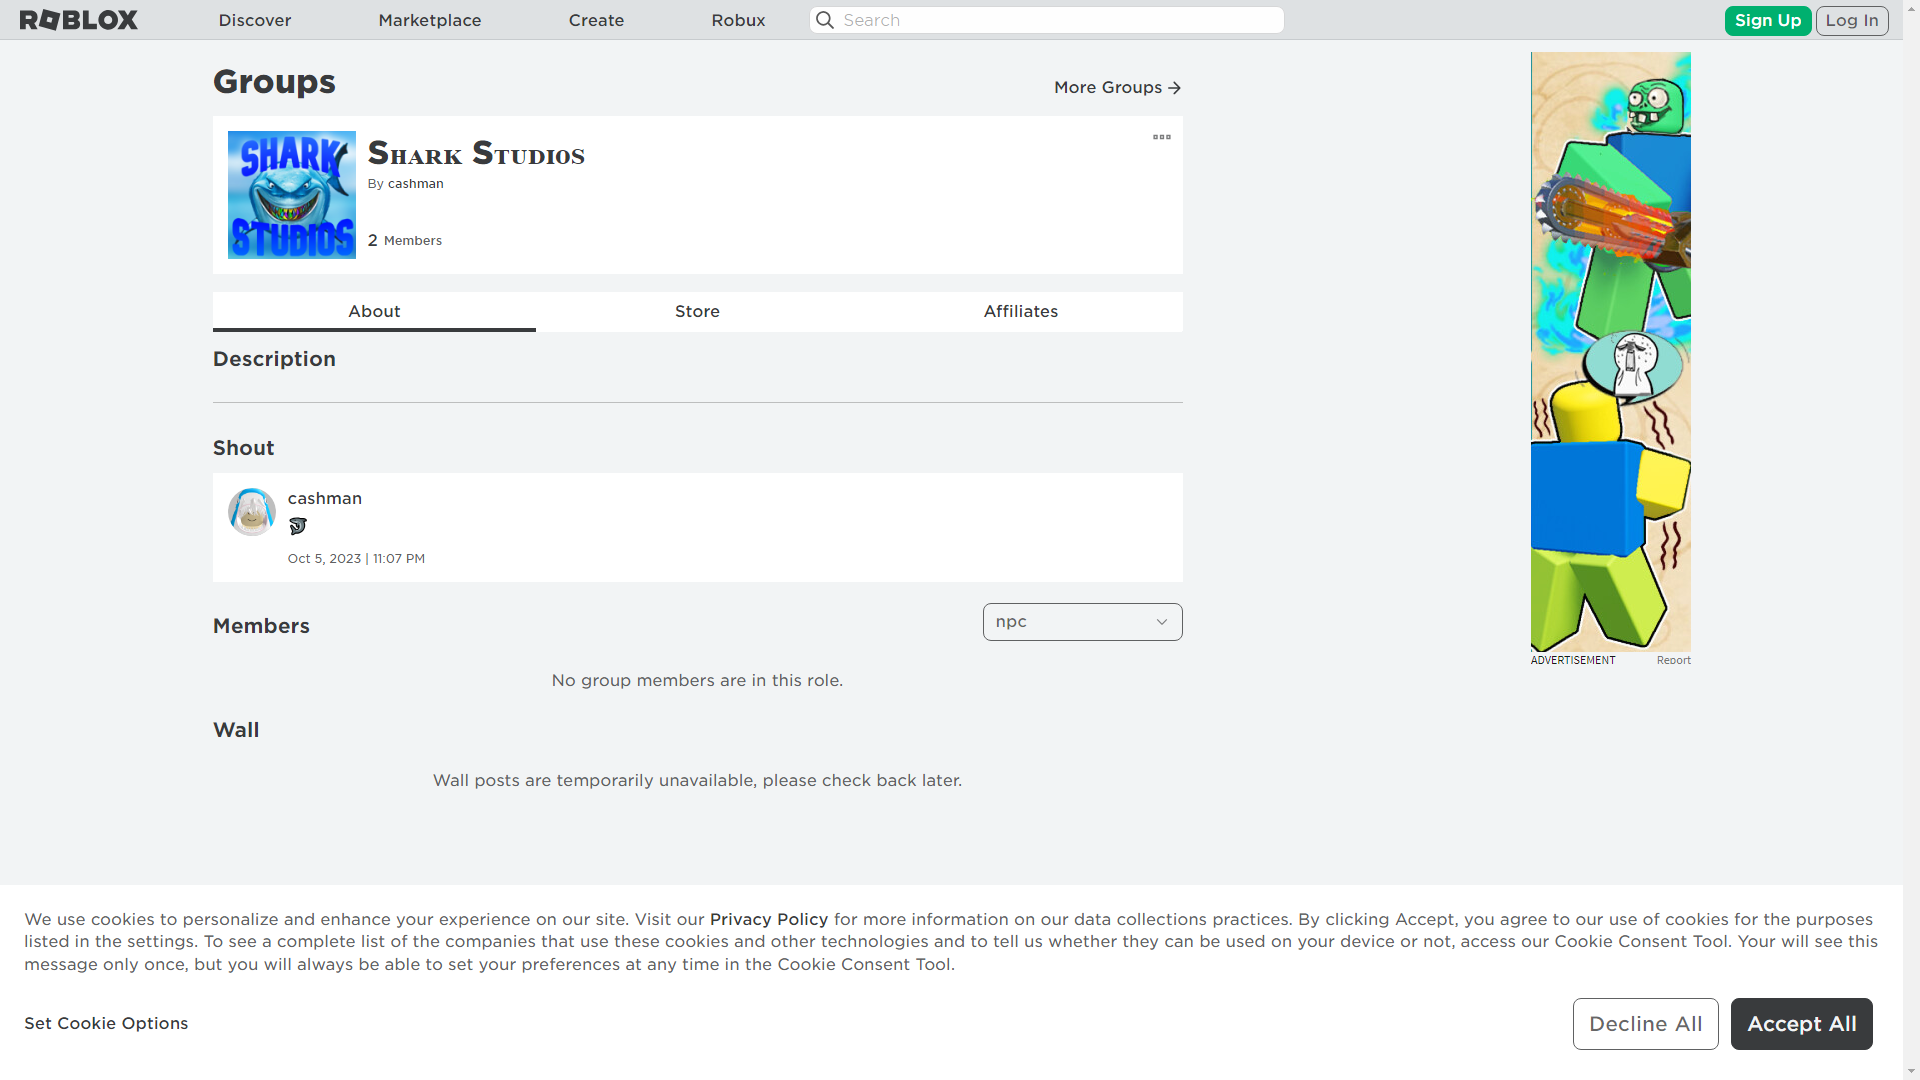 ROBLOX
Discover
Marketplace
Create
Robux
Search
Sign Up
Log In
Groups
More Groups
SHARK
STUDIOS
Shark Studios
By cashman
2 Members
About
Store
Affiliates
Description
Shout
cashman
Oct 5, 2023 | 11:07 PM
Members
npc
No group members are in this role.
Wall
Wall posts are temporarily unavailable, please check back later.
ADVERTISEMENT
Report
We use cookies to personalize and enhance your experience on our site. Visit our Privacy Policy for more information on our data collections practices. By clicking Accept, you agree to our use of cookies for the purposes
listed in the settings. To see a complete list of the companies that use these cookies and other technologies and to tell us whether they can be used on your device or not, access our Cookie Consent Tool. Your will see this
message only once, but you will always be able to set your preferences at any time in the Cookie Consent Tool.
Set Cookie Options
Decline All
Accept All